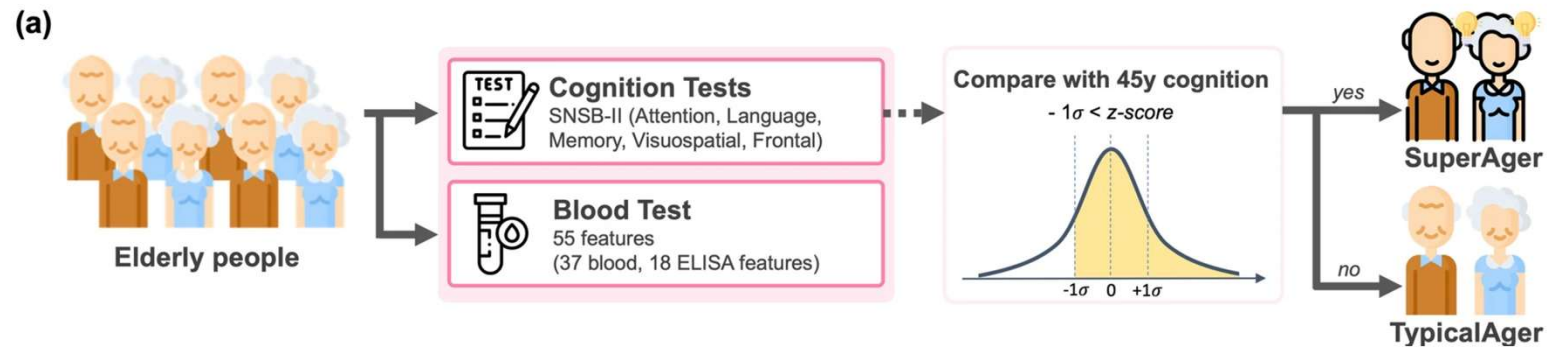 (a)
Elderly people
TEST
Cognition Tests
SNSB-II (Attention, Language,
Memory, Visuospatial, Frontal)
Blood Test
55 features
(37 blood, 18 ELISA features)
Compare with 45y cognition
- 1σ < z-score
-1σ 0 +1σ
yes
SuperAger
no
TypicalAger